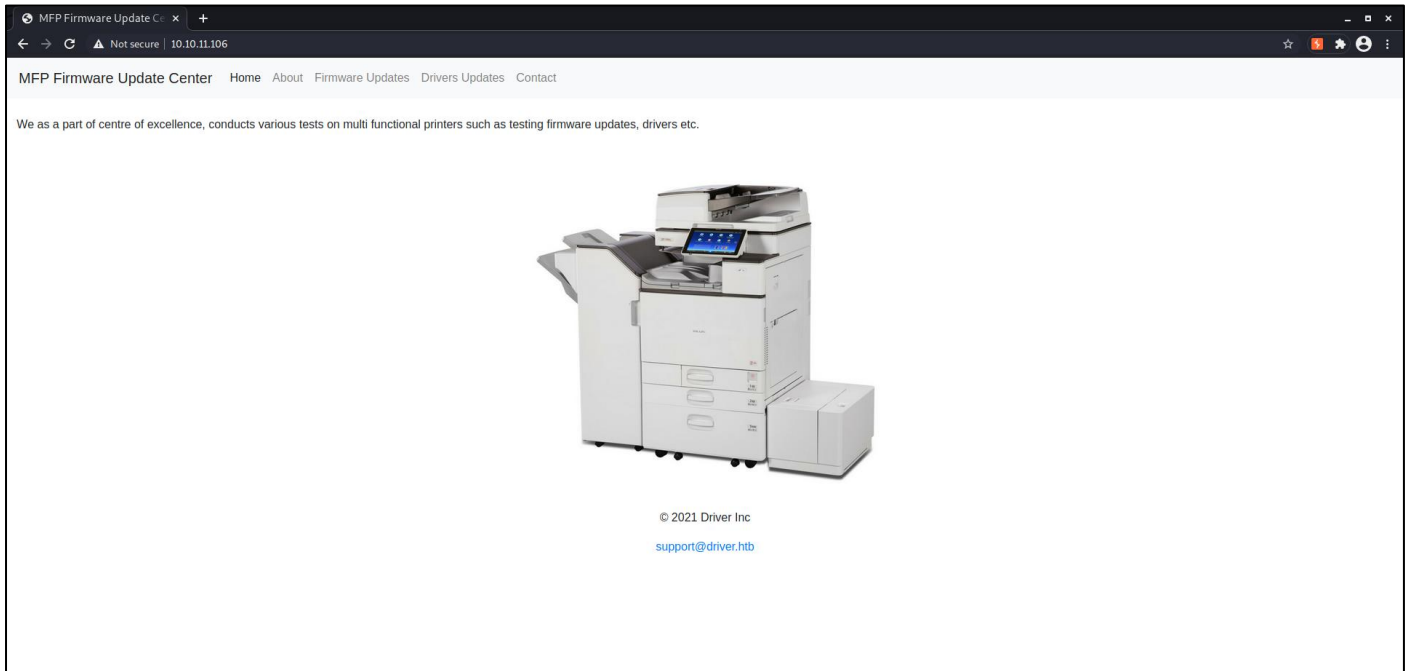 MFP Firmware Update Ce
Not secure | 10.10.11.106
MFP Firmware Update Center Home About Firmware Updates Drivers Updates Contact
We as a part of centre of excellence, conducts various tests on multi functional printers such as testing firmware updates, drivers etc.
© 2021 Driver Inc
support@driver.htb